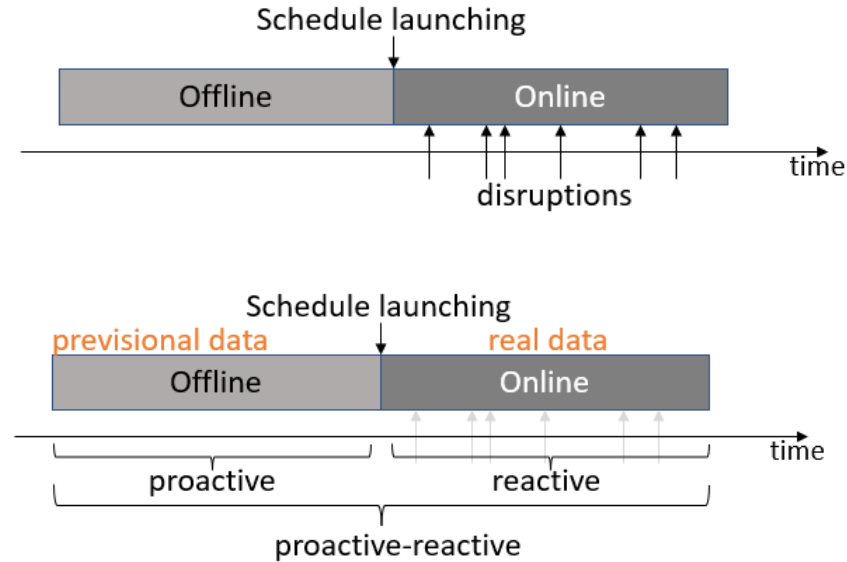 Schedule launching
Offline
Online
time
disruptions
Schedule launching
previsional data
real data
Offline
Online
time
proactive
reactive
proactive-reactive